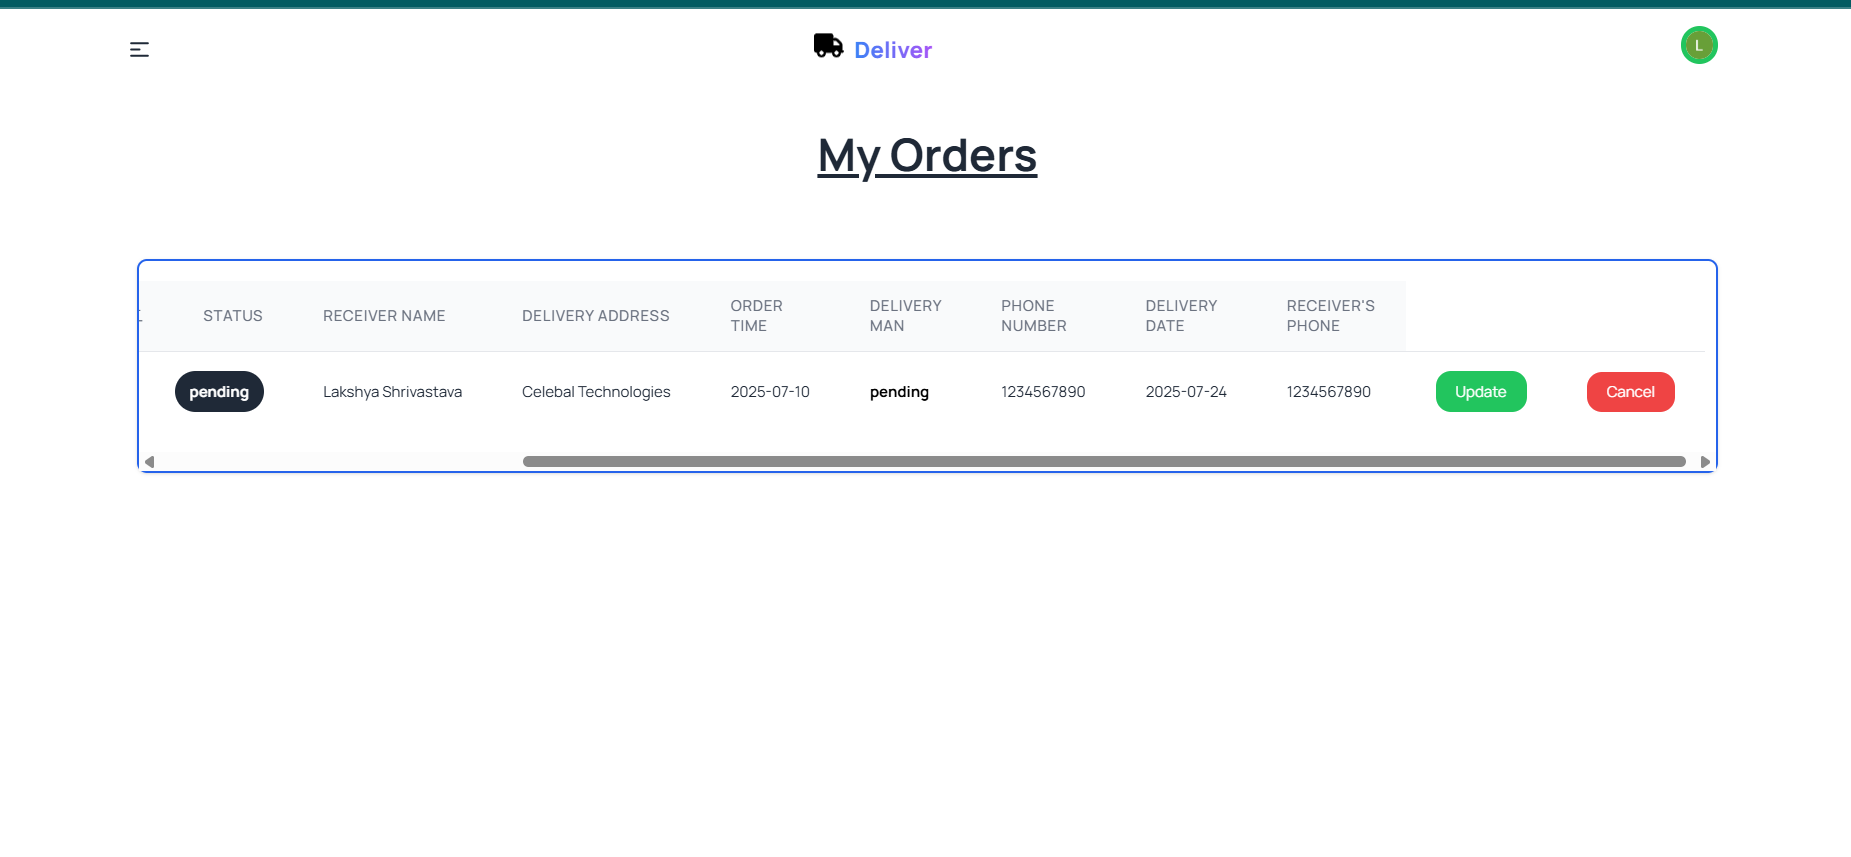 Deliver
L
My Orders
STATUS RECEIVER NAME DELIVERY ADDRESS ORDER TIME DELIVERY MAN PHONE NUMBER DELIVERY DATE RECEIVER'S PHONE
pending Lakshya Shrivastava Celebal Technologies 2025-07-10 pending 1234567890 2025-07-24 1234567890 Update Cancel